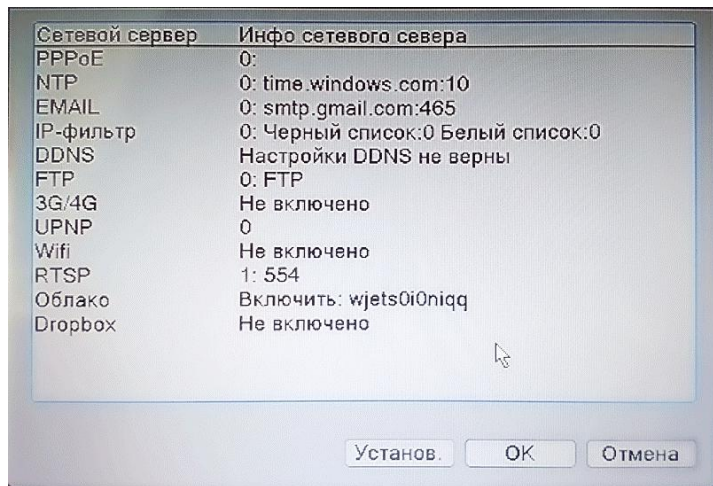 Сетевой сервер Инфо сетевого севера
PPPoE 0:
NTP 0: time.windows.com:10
EMAIL 0: smtp.gmail.com:465
IP-фильтр 0: Черный список:0 Белый список:0
DDNS Настройки DDNS не верны
FTP 0: FTP
3G/4G Не включено
UPNP 0
Wifi Не включено
RTSP 1: 554
Облако Включить: wjets0i0niqq
Dropbox Не включено
Установ. OK Отмена